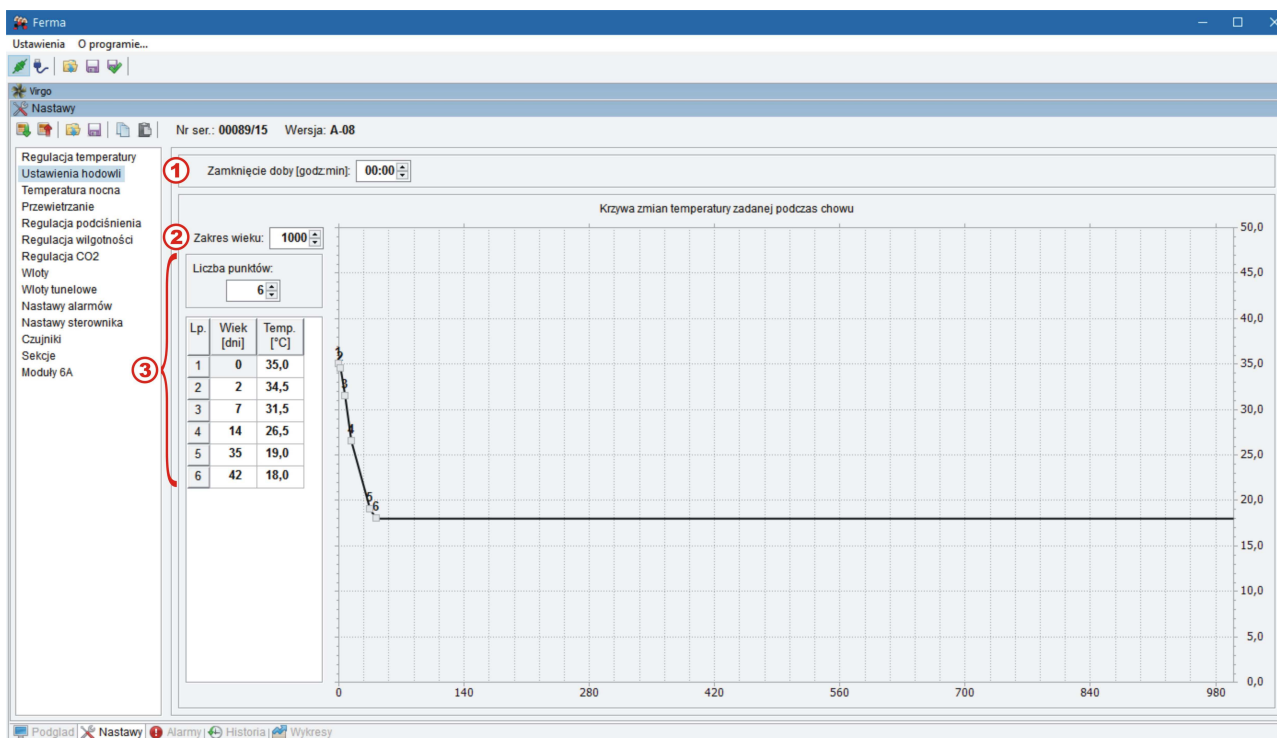 Ferma
Ustawienia O programie...
Virgo
Nastawy
Nr ser.: 00089/15 Wersja: A-08
Regulacja temperatury
Ustawienia hodowli
Temperatura nocna
Przewietrzanie
Regulacja podciśnienia
Regulacja wilgotności
Regulacja CO2
Wloty
Wloty tunelowe
Nastawy alarmów
Nastawy sterownika
Czujniki
Sekcje
Moduły 6A
1 Zamknięcie doby [godz:min]: 00:00
Krzywa zmian temperatury zadanej podczas chowu
2 Zakres wieku: 1000
3
Liczba punktów:
6
Lp. Wiek [dni] Temp. [°C]
1 0 35,0
2 2 34,5
3 7 31,5
4 14 26,5
5 35 19,0
6 42 18,0
1
2
3
4
5
6
50,0
45,0
40,0
35,0
30,0
25,0
20,0
15,0
10,0
5,0
0,0
0 140 280 420 560 700 840 980
Podgląd Nastawy Alarmy Historia Wykresy